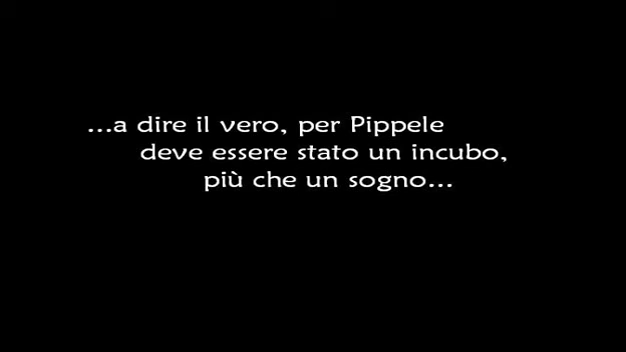 ...a dire il vero, per Pippele
deve essere stato un incubo,
più che un sogno...